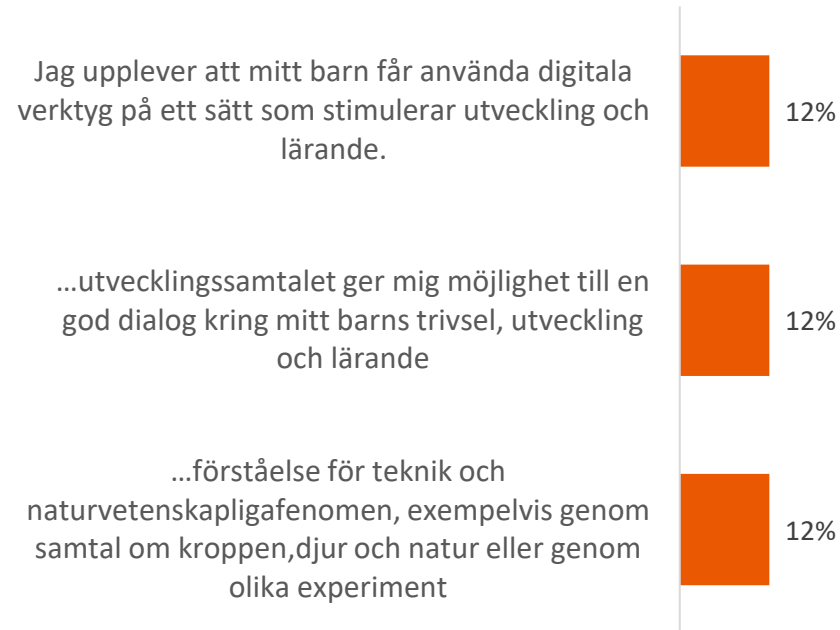 Jag upplever att mitt barn får använda digitala
verktyg på ett sätt som stimulerar utveckling och
lärande.
12%
...utvecklingssamtalet ger mig möjlighet till en
god dialog kring mitt barns trivsel, utveckling
och lärande
12%
...förståelse för teknik och
naturvetenskapligafenomen, exempelvis genom
samtal om kroppen,djur och natur eller genom
olika experiment
12%